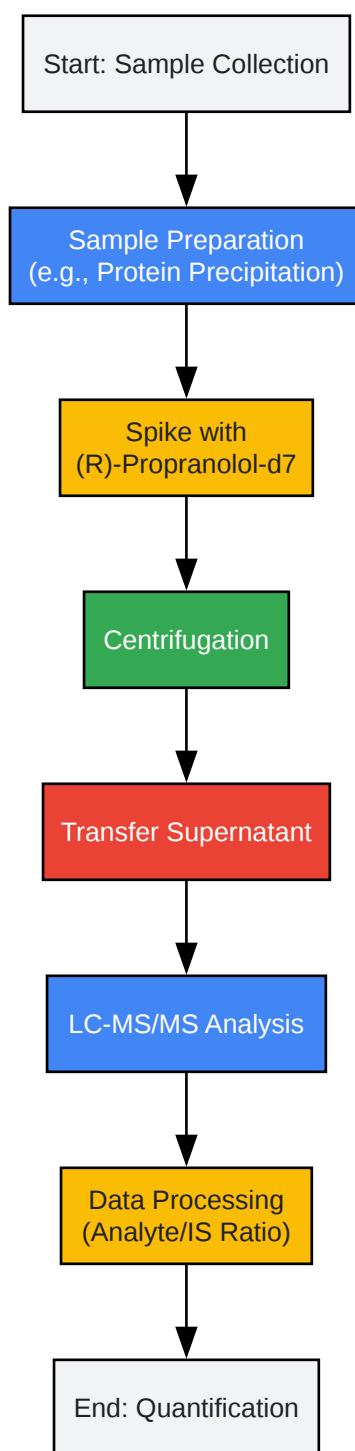 Start: Sample Collection
Sample Preparation
(e.g., Protein Precipitation)
Spike with
(R)-Propranolol-d7
Centrifugation
Transfer Supernatant
LC-MS/MS Analysis
Data Processing
(Analyte/IS Ratio)
End: Quantification